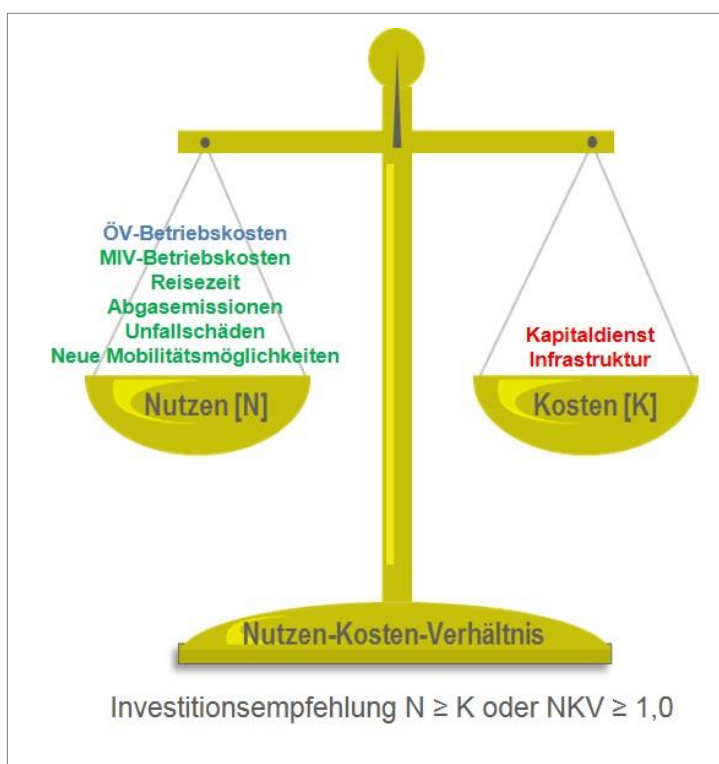 ÖV-Betriebskosten
MIV-Betriebskosten
Reisezeit
Abgasemissionen
Unfallschäden
Neue Mobilitätsmöglichkeiten
Kapitaldienst
Infrastruktur
Nutzen [N]
Kosten [K]
Nutzen-Kosten-Verhältnis
Investitionsempfehlung N ≥ K oder NKV ≥ 1,0